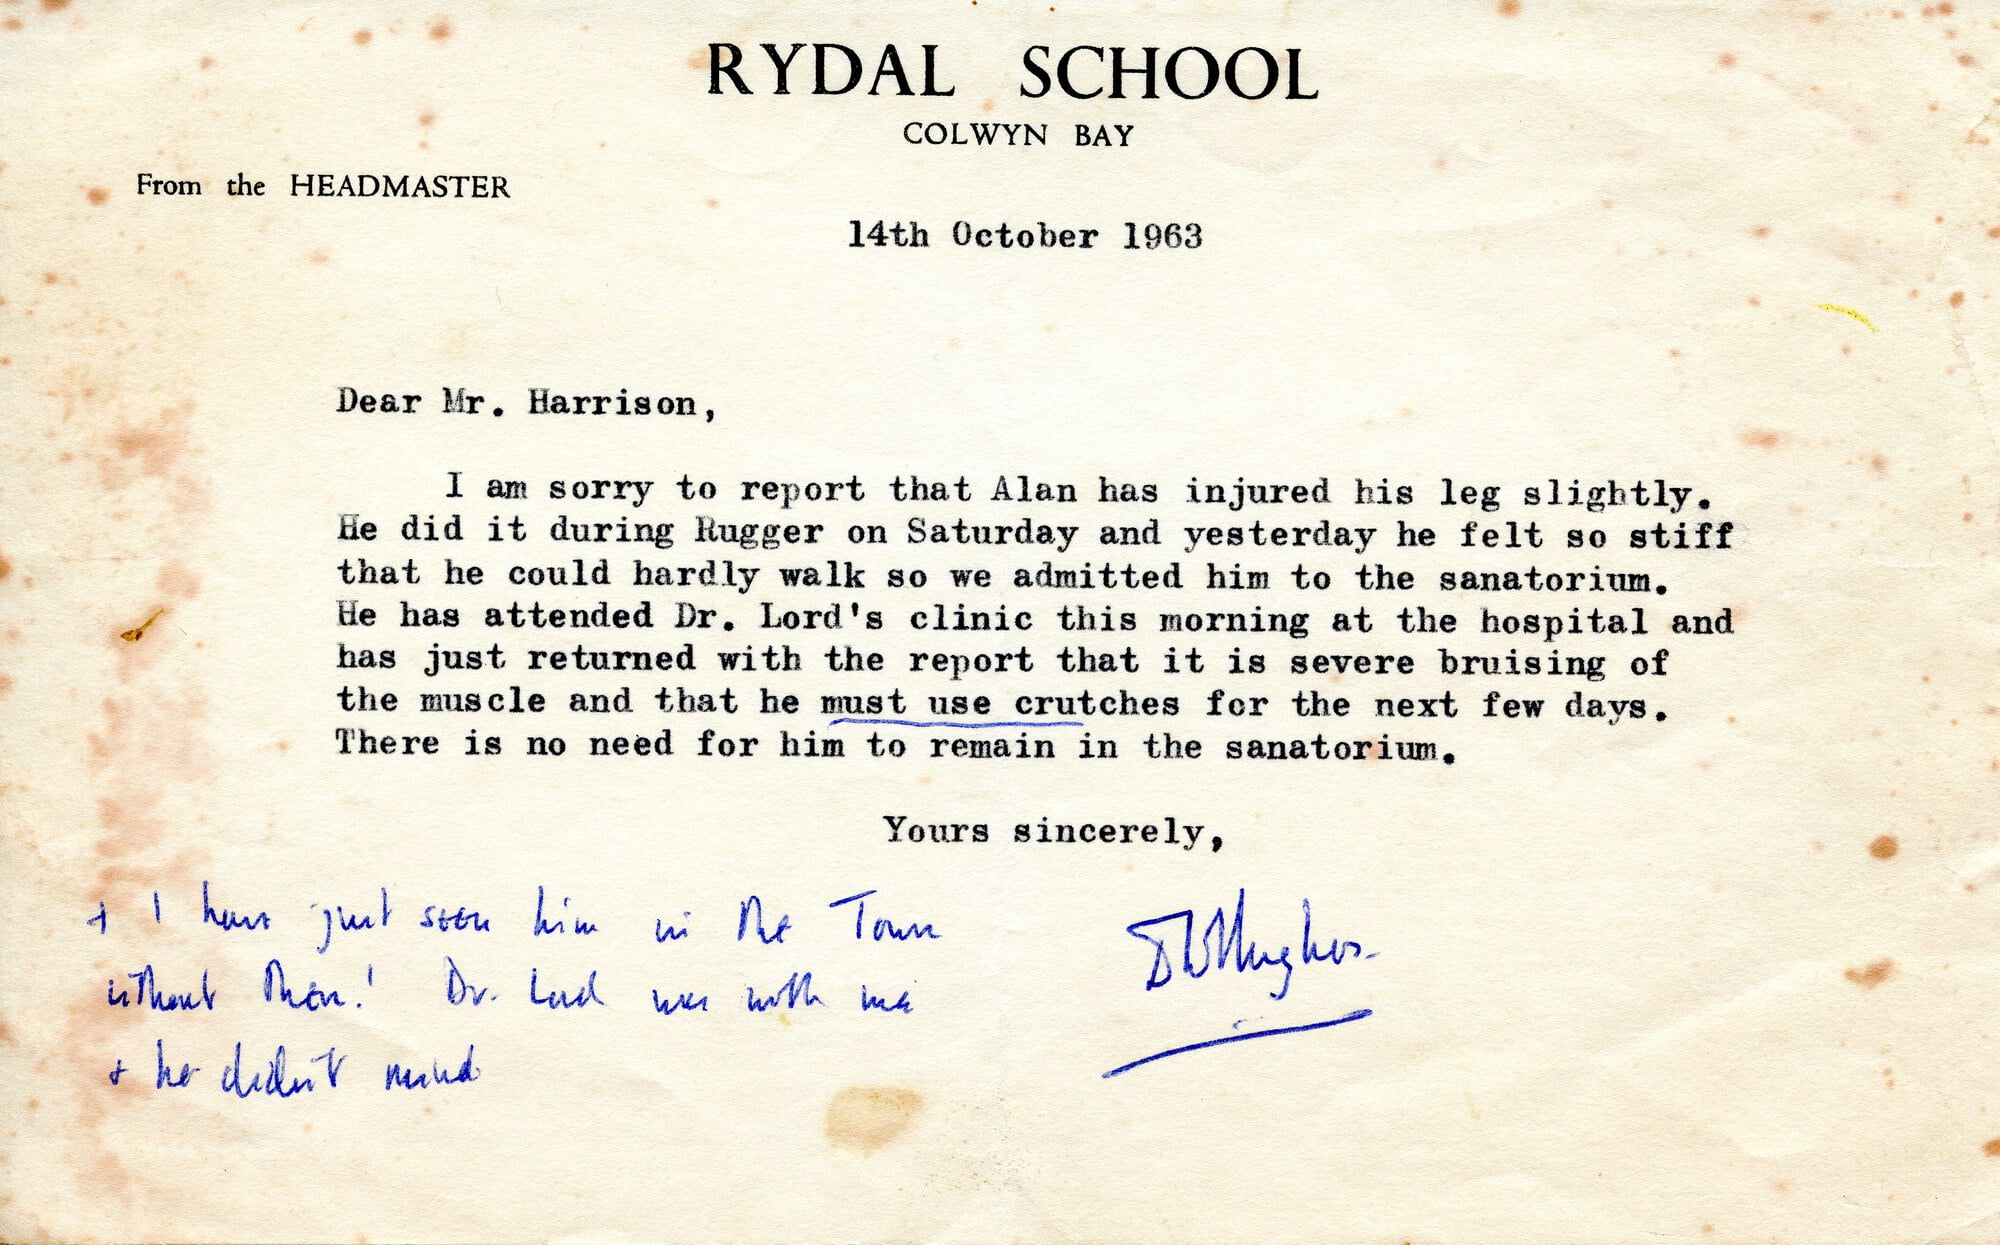 RYDAL SCHOOL
COLWYN BAY
From the HEADMASTER
14th October 1963
Dear Mr. Harrison,
I am sorry to report that Alan has injured his leg slightly.
He did it during Rugger on Saturday and yesterday he felt so stiff
that he could hardly walk so we admitted him to the sanatorium.
He has attended Dr. Lord's clinic this morning at the hospital and
has just returned with the report that it is severe bruising of
the muscle and that he must use crutches for the next few days.
There is no need for him to remain in the sanatorium.
Yours sincerely,
+ I have just seen him in the Town
without them! Dr. Lord was with me
+ he didn't mind
Hughes